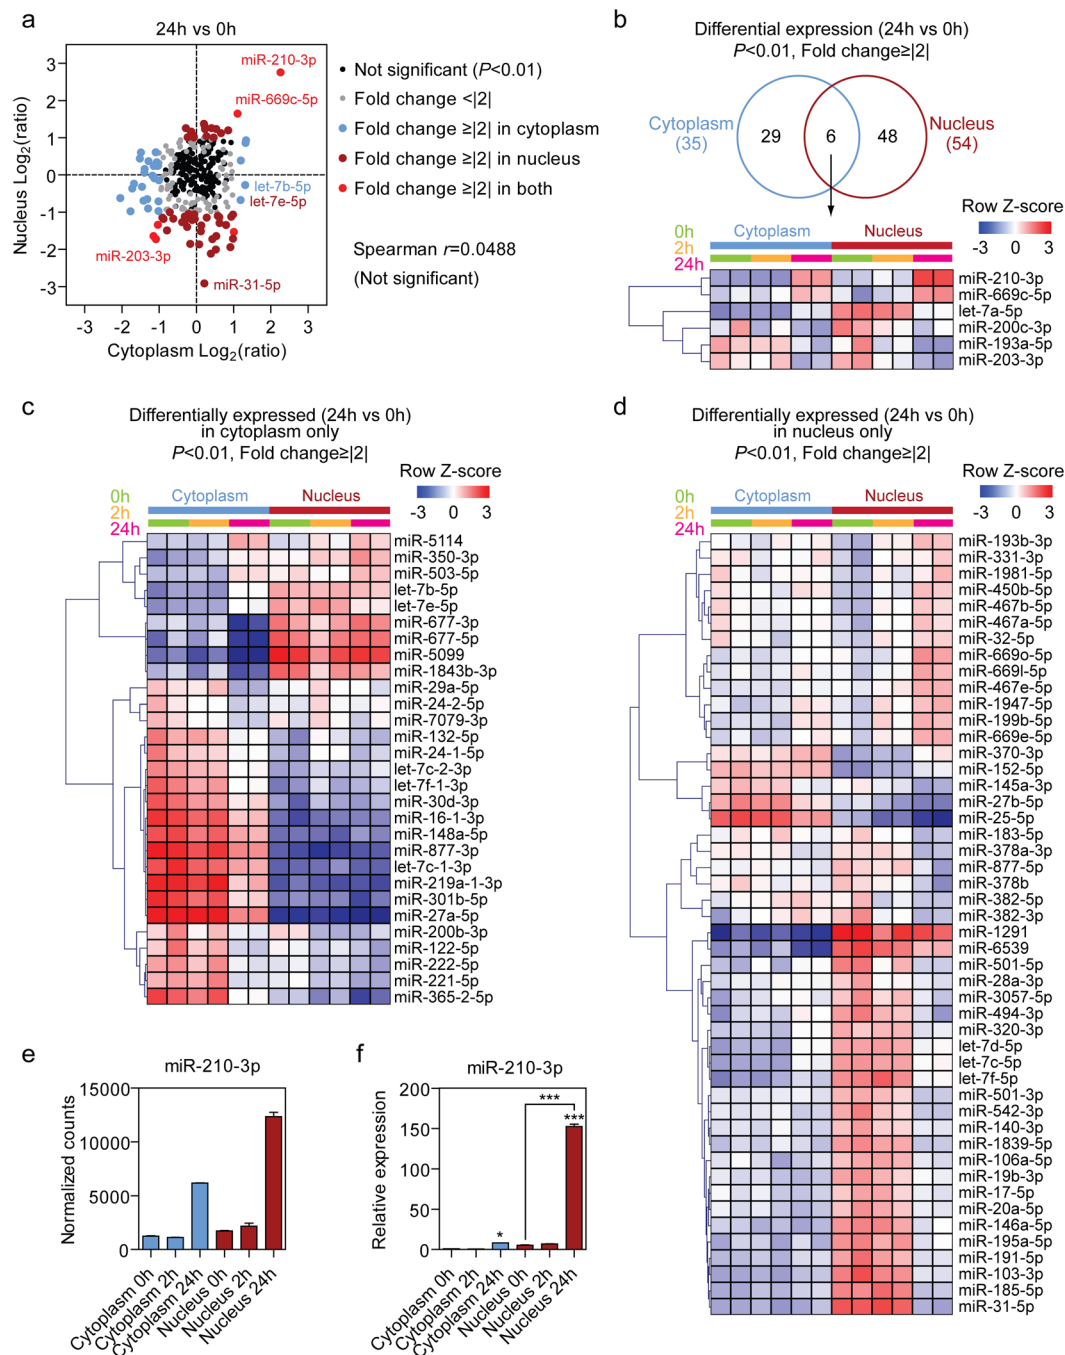 a
24h vs 0h
miR-210-3p
miR-669c-5p
let-7b-5p
let-7e-5p
miR-203-3p
miR-31-5p
3
2
1
0
-1
-2
-3
Nucleus Log2(ratio)
-3 -2 -1 0 1 2 3
Cytoplasm Log2(ratio)
Not significant (P<0.01)
Fold change <|2|
Fold change ≥|2| in cytoplasm
Fold change ≥|2| in nucleus
Fold change ≥|2| in both
Spearman r=0.0488
(Not significant)
b
Differential expression (24h vs 0h)
P<0.01, Fold change≥|2|
Cytoplasm
(35)
29 6 48
Nucleus
(54)
Row Z-score
-3 0 3
Cytoplasm Nucleus
0h
2h
24h
miR-210-3p
miR-669c-5p
let-7a-5p
miR-200c-3p
miR-193a-5p
miR-203-3p
c
Differentially expressed (24h vs 0h)
in cytoplasm only
P<0.01, Fold change≥|2|
Row Z-score
-3 0 3
Cytoplasm Nucleus
0h
2h
24h
miR-5114
miR-350-3p
miR-503-5p
let-7b-5p
let-7e-5p
miR-677-3p
miR-677-5p
miR-5099
miR-1843b-3p
miR-29a-5p
miR-24-2-5p
miR-7079-3p
miR-132-5p
miR-24-1-5p
let-7c-2-3p
let-7f-1-3p
miR-30d-3p
miR-16-1-3p
miR-148a-5p
miR-877-3p
let-7c-1-3p
miR-219a-1-3p
miR-301b-5p
miR-27a-5p
miR-200b-3p
miR-122-5p
miR-222-5p
miR-221-5p
miR-365-2-5p
d
Differentially expressed (24h vs 0h)
in nucleus only
P<0.01, Fold change≥|2|
Row Z-score
-3 0 3
Cytoplasm Nucleus
0h
2h
24h
miR-193b-3p
miR-331-3p
miR-1981-5p
miR-450b-5p
miR-467b-5p
miR-467a-5p
miR-32-5p
miR-669o-5p
miR-669l-5p
miR-467e-5p
miR-1947-5p
miR-199b-5p
miR-669e-5p
miR-370-3p
miR-152-5p
miR-145a-3p
miR-27b-5p
miR-25-5p
miR-183-5p
miR-378a-3p
miR-877-5p
miR-378b
miR-382-5p
miR-382-3p
miR-1291
miR-6539
miR-501-5p
miR-28a-3p
miR-3057-5p
miR-494-3p
miR-320-3p
let-7d-5p
let-7c-5p
let-7f-5p
miR-501-3p
miR-542-3p
miR-140-3p
miR-1839-5p
miR-106a-5p
miR-19b-3p
miR-17-5p
miR-20a-5p
miR-146a-5p
miR-195a-5p
miR-191-5p
miR-103-3p
miR-185-5p
miR-31-5p
e
miR-210-3p
15000
10000
5000
0
Normalized counts
Cytoplasm 0h
Cytoplasm 2h
Cytoplasm 24h
Nucleus 0h
Nucleus 2h
Nucleus 24h
f
miR-210-3p
200
150
100
50
0
Relative expression
***
***
*
Cytoplasm 0h
Cytoplasm 2h
Cytoplasm 24h
Nucleus 0h
Nucleus 2h
Nucleus 24h